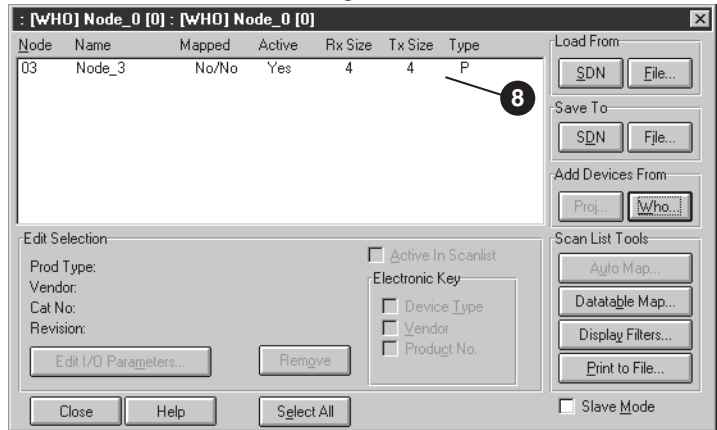 : [WHO] Node_0 [0] : [WHO] Node_0 [0]
Node Name Mapped Active Rx Size Tx Size Type
03 Node_3 No/No Yes 4 4 P
8
Load From
SDN File...
Save To
SDN File...
Add Devices From
Proj... Who...
Edit Selection
Prod Type:
Vendor:
Cat No:
Revision:
Edit I/O Parameters... Remove
Active In Scanlist
Electronic Key
Device Type
Vendor
Product No.
Scan List Tools
Auto Map...
Datatable Map...
Display Filters...
Print to File...
Close Help Select All
Slave Mode